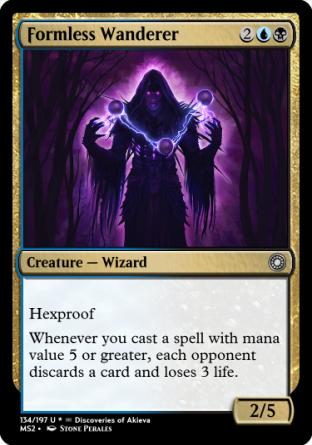 Formless Wanderer 2
Creature — Wizard
Hexproof
Whenever you cast a spell with mana
value 5 or greater, each opponent
discards a card and loses 3 life.
2/5
134/197 U * = Discoveries of Akieva
MS2 • Stone Perales